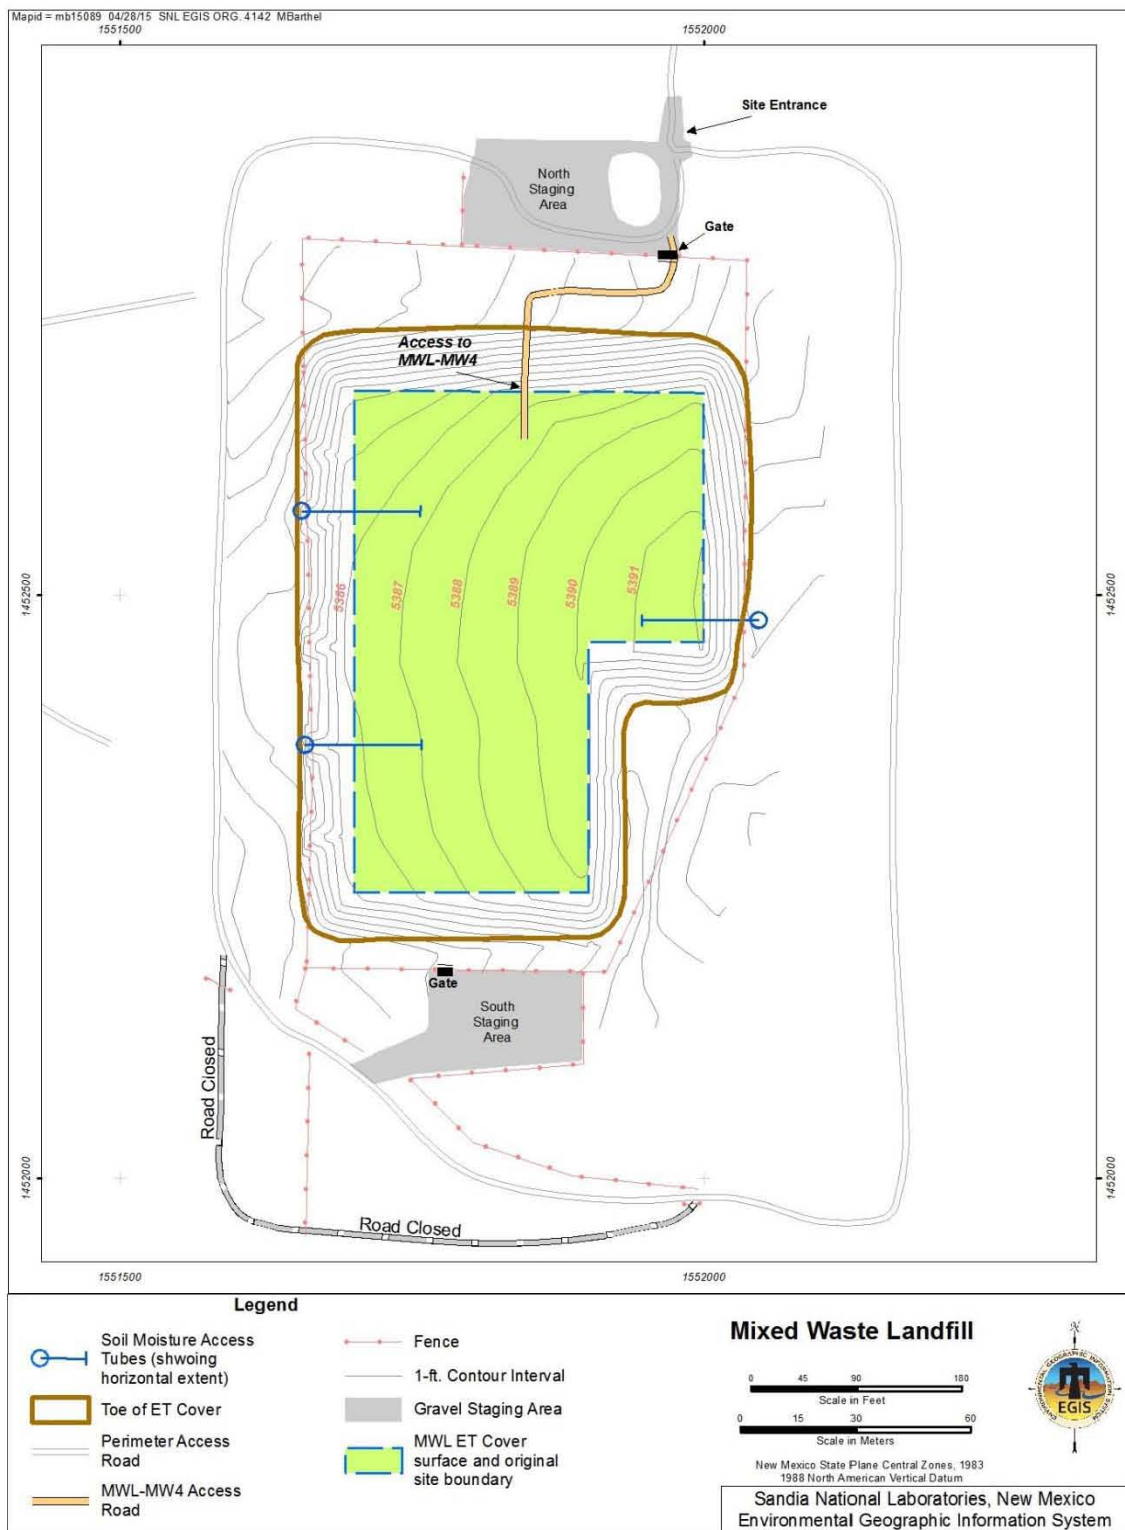 Mapid = mb15089 04/28/15 SNL EGIS ORG. 4142 MBarthel
1551500
1552000
Site Entrance
North
Staging
Area
Gate
Access to
MWL-MW4
1452500
1452500
5386
5387
5388
5389
5390
5391
Gate
South
Staging
Area
Road Closed
1452000
1452000
Road Closed
1551500
1552000
Legend
Soil Moisture Access
Tubes (shwoing
horizontal extent)
Toe of ET Cover
Perimeter Access
Road
MWL-MW4 Access
Road
Fence
1-ft. Contour Interval
Gravel Staging Area
MWL ET Cover
surface and original
site boundary
Mixed Waste Landfill
0 45 90 180
Scale in Feet
0 15 30 60
Scale in Meters
New Mexico State Plane Central Zones, 1983
1988 North American Vertical Datum
N
ENVIRONMENTAL GEOGRAPHIC INFORMATION SYSTEM
EGIS
Sandia National Laboratories, New Mexico
Environmental Geographic Information System